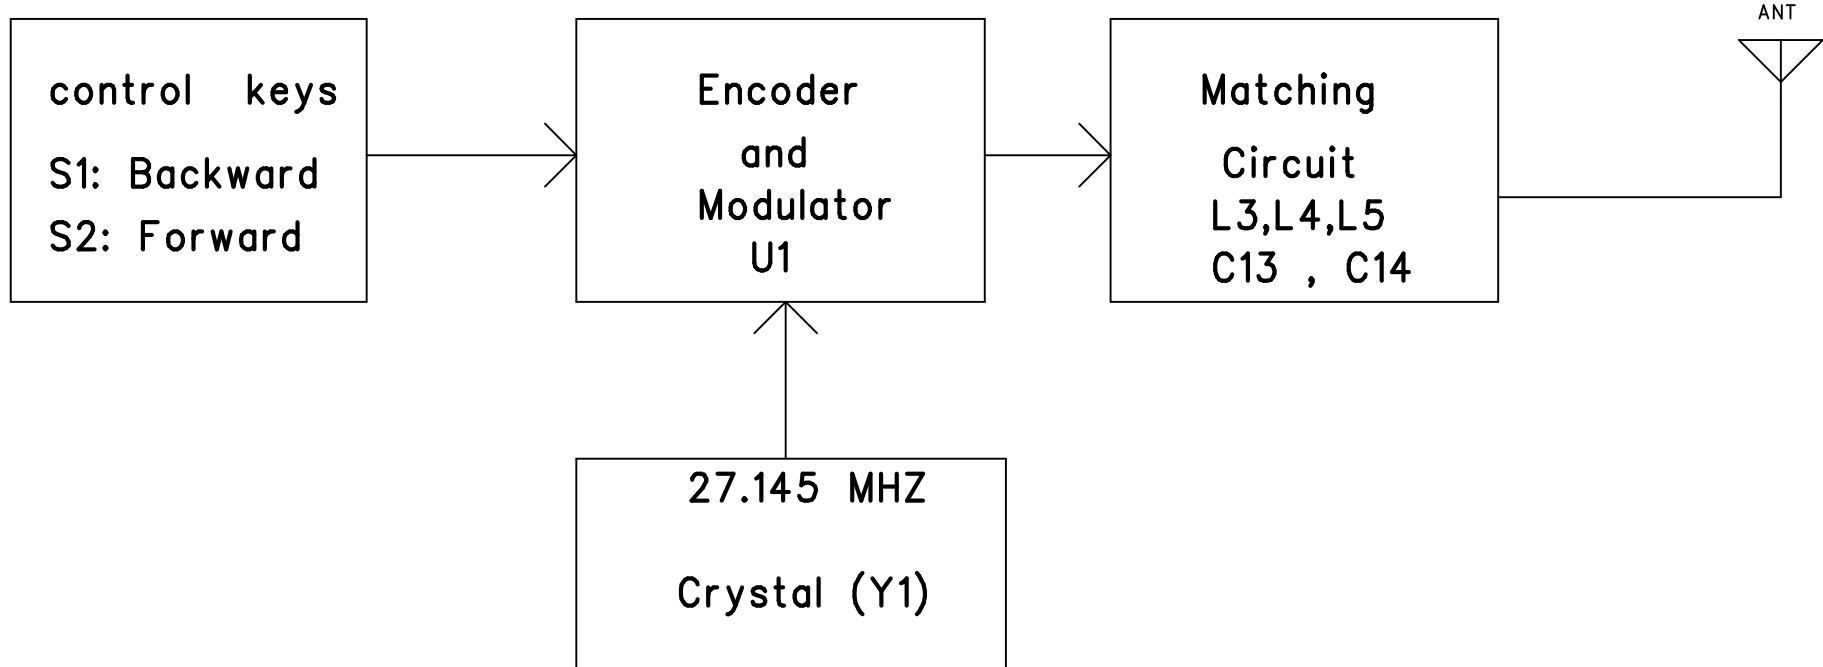 ANT
control keys
S1: Backward
S2: Forward
Encoder
and
Modulator
U1
Matching
Circuit
L3,L4,L5
C13 , C14
27.145 MHZ
Crystal (Y1)